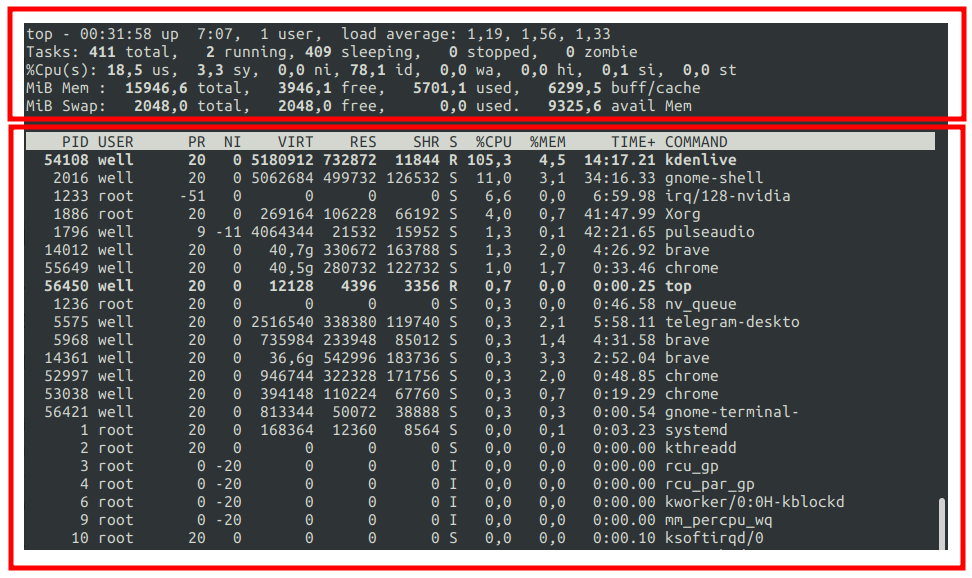 top - 00:31:58 up  7:07,  1 user,  load average: 1,19, 1,56, 1,33
Tasks: 411 total,   2 running, 409 sleeping,   0 stopped,   0 zombie
%Cpu(s): 18,5 us,  3,3 sy,  0,0 ni, 78,1 id,  0,0 wa,  0,0 hi,  0,1 si,  0,0 st
MiB Mem :  15946,6 total,   3946,1 free,   5701,1 used,   6299,5 buff/cache
MiB Swap:   2048,0 total,   2048,0 free,      0,0 used.   9325,6 avail Mem
PID USER      PR  NI    VIRT    RES    SHR S  %CPU  %MEM     TIME+ COMMAND
54108 well      20   0 5180912 732872  11844 R 105,3   4,5  14:17.21 kdenlive
2016 well      20   0 5062684 499732 126532 S  11,0   3,1  34:16.33 gnome-shell
1233 root     -51   0       0      0      0 S   6,6   0,0   6:59.98 irq/128-nvidia
1886 root      20   0  269164 106228  66192 S   4,0   0,7  41:47.99 Xorg
1796 well       9 -11 4064344  21532  15952 S   1,3   0,1  42:21.65 pulseaudio
14012 well      20   0   40,7g 330672 163788 S   1,3   2,0   4:26.92 brave
55649 well      20   0   40,5g 280732 122732 S   1,0   1,7   0:33.46 chrome
56450 well      20   0   12128   4396   3356 R   0,7   0,0   0:00.25 top
1236 root      20   0       0      0      0 S   0,3   0,0   0:46.58 nv_queue
5575 well      20   0 2516540 338380 119740 S   0,3   2,1   5:58.11 telegram-deskto
5968 well      20   0  735984 233948  85012 S   0,3   1,4   4:31.58 brave
14361 well      20   0   36,6g 542996 183736 S   0,3   3,3   2:52.04 brave
52997 well      20   0  946744 322328 171756 S   0,3   2,0   0:48.85 chrome
53038 well      20   0  394148 110224  67760 S   0,3   0,7   0:19.29 chrome
56421 well      20   0  813344  50072  38888 S   0,3   0,3   0:00.54 gnome-terminal-
1 root      20   0  168364  12360   8564 S   0,0   0,1   0:03.23 systemd
2 root      20   0       0      0      0 S   0,0   0,0   0:00.00 kthreadd
3 root       0 -20       0      0      0 I   0,0   0,0   0:00.00 rcu_gp
4 root       0 -20       0      0      0 I   0,0   0,0   0:00.00 rcu_par_gp
6 root       0 -20       0      0      0 I   0,0   0,0   0:00.00 kworker/0:0H-kblockd
9 root       0 -20       0      0      0 I   0,0   0,0   0:00.00 mm_percpu_wq
10 root      20   0       0      0      0 S   0,0   0,0   0:00.10 ksoftirqd/0